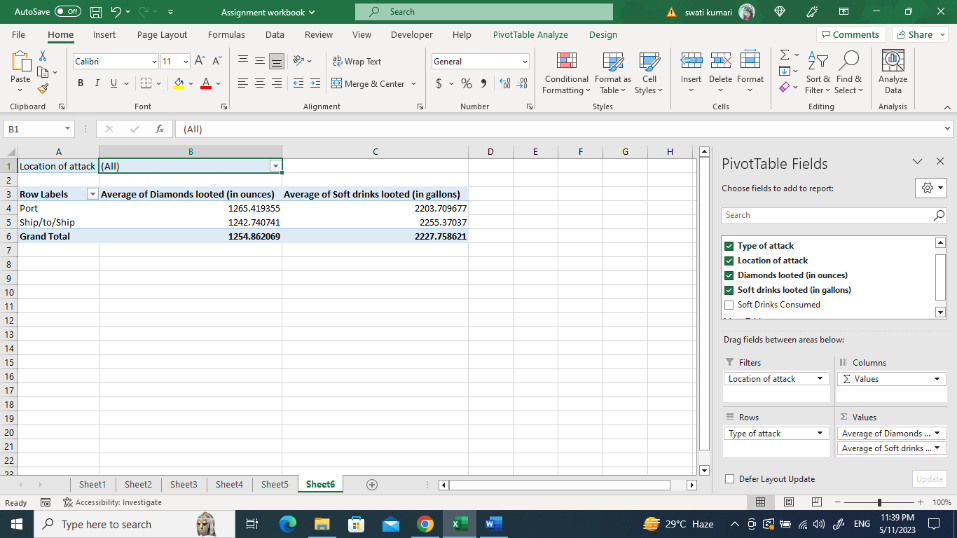 AutoSave Off Assignment workbook Search swati kumari
File Home Insert Page Layout Formulas Data Review View Developer Help PivotTable Analyze Design Comments Share
Calibri 11 A A Wrap Text General
Paste B I U A Merge & Center $ % Conditional Formatting Format as Table Cell Styles Insert Delete Format Sort & Filter Find & Select Analyze Data
Clipboard Font Alignment Number Styles Cells Editing Analysis
B1 fx (All)
A B C D E F G H
1 Location of attack (All)
2
3 Row Labels Average of Diamonds looted (in ounces) Average of Soft drinks looted (in gallons)
4 Port 1265.419355 2203.709677
5 Ship/to/Ship 1242.740741 2255.37037
6 Grand Total 1254.862069 2227.758621
7
8
9
10
11
12
13
14
15
16
17
18
19
20
21
22
PivotTable Fields
Choose fields to add to report:
Search
Type of attack
Location of attack
Diamonds looted (in ounces)
Soft drinks looted (in gallons)
Soft Drinks Consumed
Drag fields between areas below:
Filters Columns
Location of attack Σ Values
Rows Σ Values
Type of attack Average of Diamonds ...
Average of Soft drinks ...
Defer Layout Update Update
Sheet1 Sheet2 Sheet3 Sheet4 Sheet5 Sheet6
Ready Accessibility: Investigate 100%
Type here to search 29°C Haze ENG 11:39 PM
5/11/2023